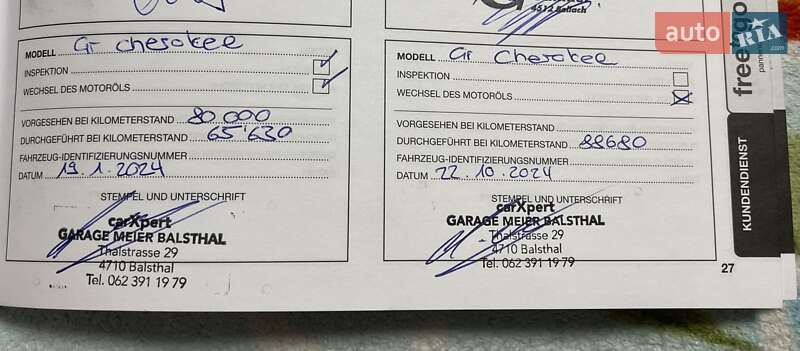 4612 Ballach
auto RIA.com
free2go
MODELL Gr cherokee
INSPEKTION
WECHSEL DES MOTORÖLS
VORGESEHEN BEI KILOMETERSTAND 80 000
DURCHGEFÜHRT BEI KILOMETERSTAND 65'630
FAHRZEUG-IDENTIFIZIERUNGSNUMMER
DATUM 19.1.2024
STEMPEL UND UNTERSCHRIFT
carXpert
GARAGE MEIER BALSTHAL
Thalstrasse 29
4710 Balsthal
Tel. 062 391 19 79
MODELL Gr Cherokee
INSPEKTION
WECHSEL DES MOTORÖLS
VORGESEHEN BEI KILOMETERSTAND
DURCHGEFÜHRT BEI KILOMETERSTAND 88680
FAHRZEUG-IDENTIFIZIERUNGSNUMMER
DATUM 22.10.2024
STEMPEL UND UNTERSCHRIFT
carXpert
GARAGE MEIER BALSTHAL
Thalstrasse 29
4710 Balsthal
Tel. 062 391 19 79
KUNDENDIENST
27